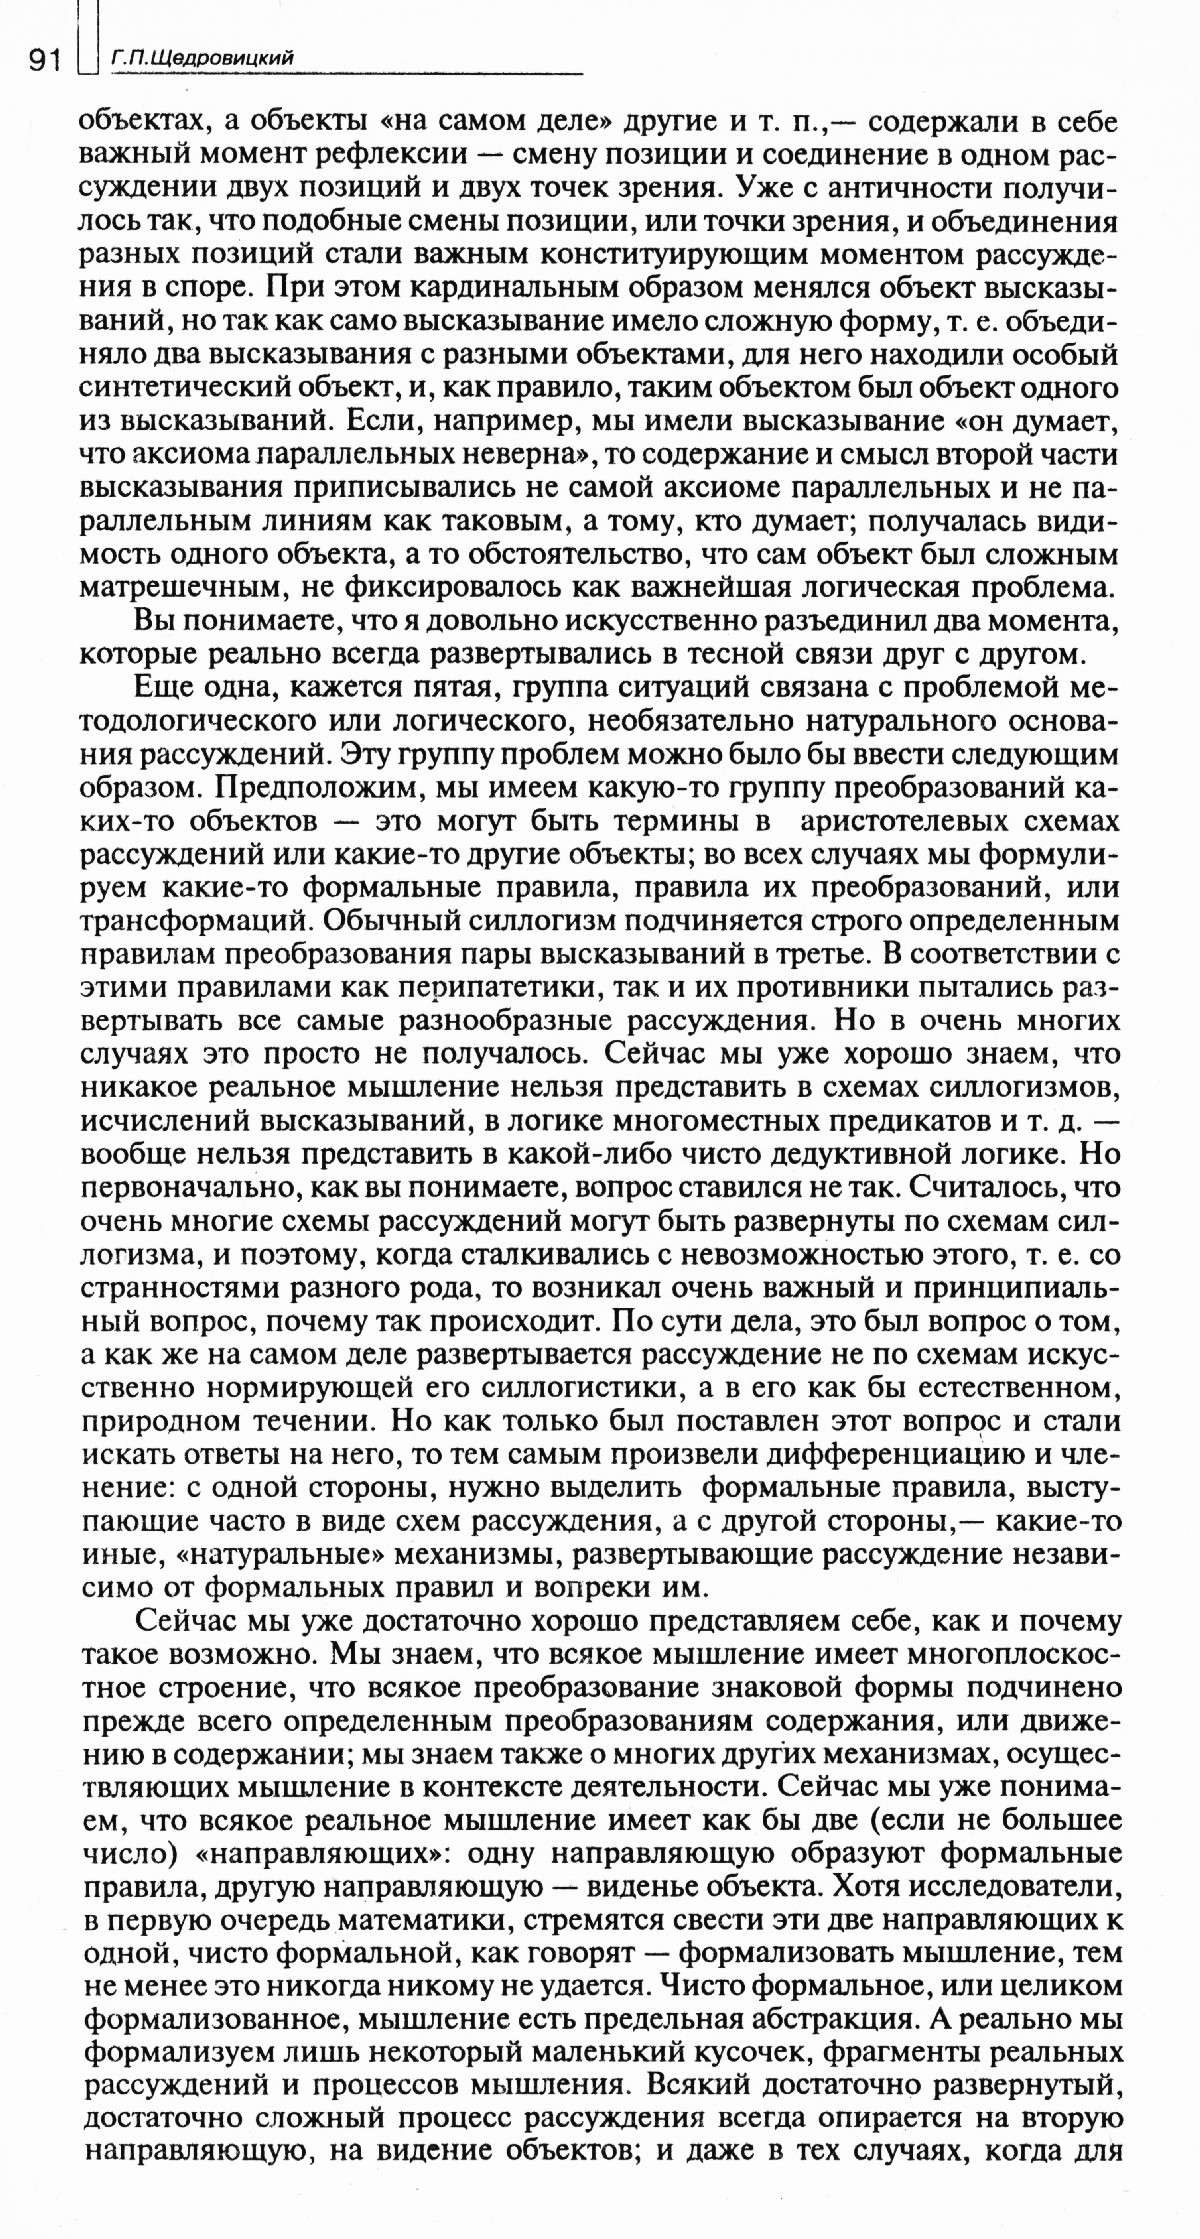 91
Г.П.Щедровицкий
объектах, а объекты «на самом деле» другие и т. п.,— содержали в себе
важный момент рефлексии — смену позиции и соединение в одном рас-
суждении двух позиций и двух точек зрения. Уже с античности получи-
лось так, что подобные смены позиции, или точки зрения, и объединения
разных позиций стали важным конституирующим моментом рассужде-
ния в споре. При этом кардинальным образом менялся объект высказы-
ваний, но так как само высказывание имело сложную форму, т. е. объеди-
няло два высказывания с разными объектами, для него находили особый
синтетический объект, и, как правило, таким объектом был объект одного
из высказываний. Если, например, мы имели высказывание «он думает,
что аксиома параллельных неверна», то содержание и смысл второй части
высказывания приписывались не самой аксиоме параллельных и не па-
раллельным линиям как таковым, а тому, кто думает; получалась види-
мость одного объекта, а то обстоятельство, что сам объект был сложным
матрешечным, не фиксировалось как важнейшая логическая проблема.
Вы понимаете, что я довольно искусственно разъединил два момента,
которые реально всегда развертывались в тесной связи друг с другом.
Еще одна, кажется пятая, группа ситуаций связана с проблемой ме-
тодологического или логического, необязательно натурального основа-
ния рассуждений. Эту группу проблем можно было бы ввести следующим
образом. Предположим, мы имеем какую-то группу преобразований ка-
ких-то объектов — это могут быть термины в аристотелевых схемах
рассуждений или какие-то другие объекты; во всех случаях мы формули-
руем какие-то формальные правила, правила их преобразований, или
трансформаций. Обычный силлогизм подчиняется строго определенным
правилам преобразования пары высказываний в третье. В соответствии с
этими правилами как перипатетики, так и их противники пытались раз-
вертывать все самые разнообразные рассуждения. Но в очень многих
случаях это просто не получалось. Сейчас мы уже хорошо знаем, что
никакое реальное мышление нельзя представить в схемах силлогизмов,
исчислений высказываний, в логике многоместных предикатов и т. д. —
вообще нельзя представить в какой-либо чисто дедуктивной логике. Но
первоначально, как вы понимаете, вопрос ставился не так. Считалось, что
очень многие схемы рассуждений могут быть развернуты по схемам сил-
логизма, и поэтому, когда сталкивались с невозможностью этого, т. е. со
странностями разного рода, то возникал очень важный и принципиаль-
ный вопрос, почему так происходит. По сути дела, это был вопрос о том,
а как же на самом деле развертывается рассуждение не по схемам искус-
ственно нормирующей его силлогистики, а в его как бы естественном,
природном течении. Но как только был поставлен этот вопрос и стали
искать ответы на него, то тем самым произвели дифференциацию и чле-
нение: с одной стороны, нужно выделить формальные правила, высту-
пающие часто в виде схем рассуждения, а с другой стороны,— какие-то
иные, «натуральные» механизмы, развертывающие рассуждение незави-
симо от формальных правил и вопреки им.
Сейчас мы уже достаточно хорошо представляем себе, как и почему
такое возможно. Мы знаем, что всякое мышление имеет многоплоскос-
тное строение, что всякое преобразование знаковой формы подчинено
прежде всего определенным преобразованиям содержания, или движе-
нию в содержании; мы знаем также о многих других механизмах, осущес-
твляющих мышление в контексте деятельности. Сейчас мы уже понима-
ем, что всякое реальное мышление имеет как бы две (если не большее
число) «направляющих»: одну направляющую образуют формальные
правила, другую направляющую — виденье объекта. Хотя исследователи,
в первую очередь математики, стремятся свести эти две направляющих к
одной, чисто формальной, как говорят — формализовать мышление, тем
не менее это никогда никому не удается. Чисто формальное, или целиком
формализованное, мышление есть предельная абстракция. А реально мы
формализуем лишь некоторый маленький кусочек, фрагменты реальных
рассуждений и процессов мышления. Всякий достаточно развернутый,
достаточно сложный процесс рассуждения всегда опирается на вторую
направляющую, на видение объектов; и даже в тех случаях, когда для